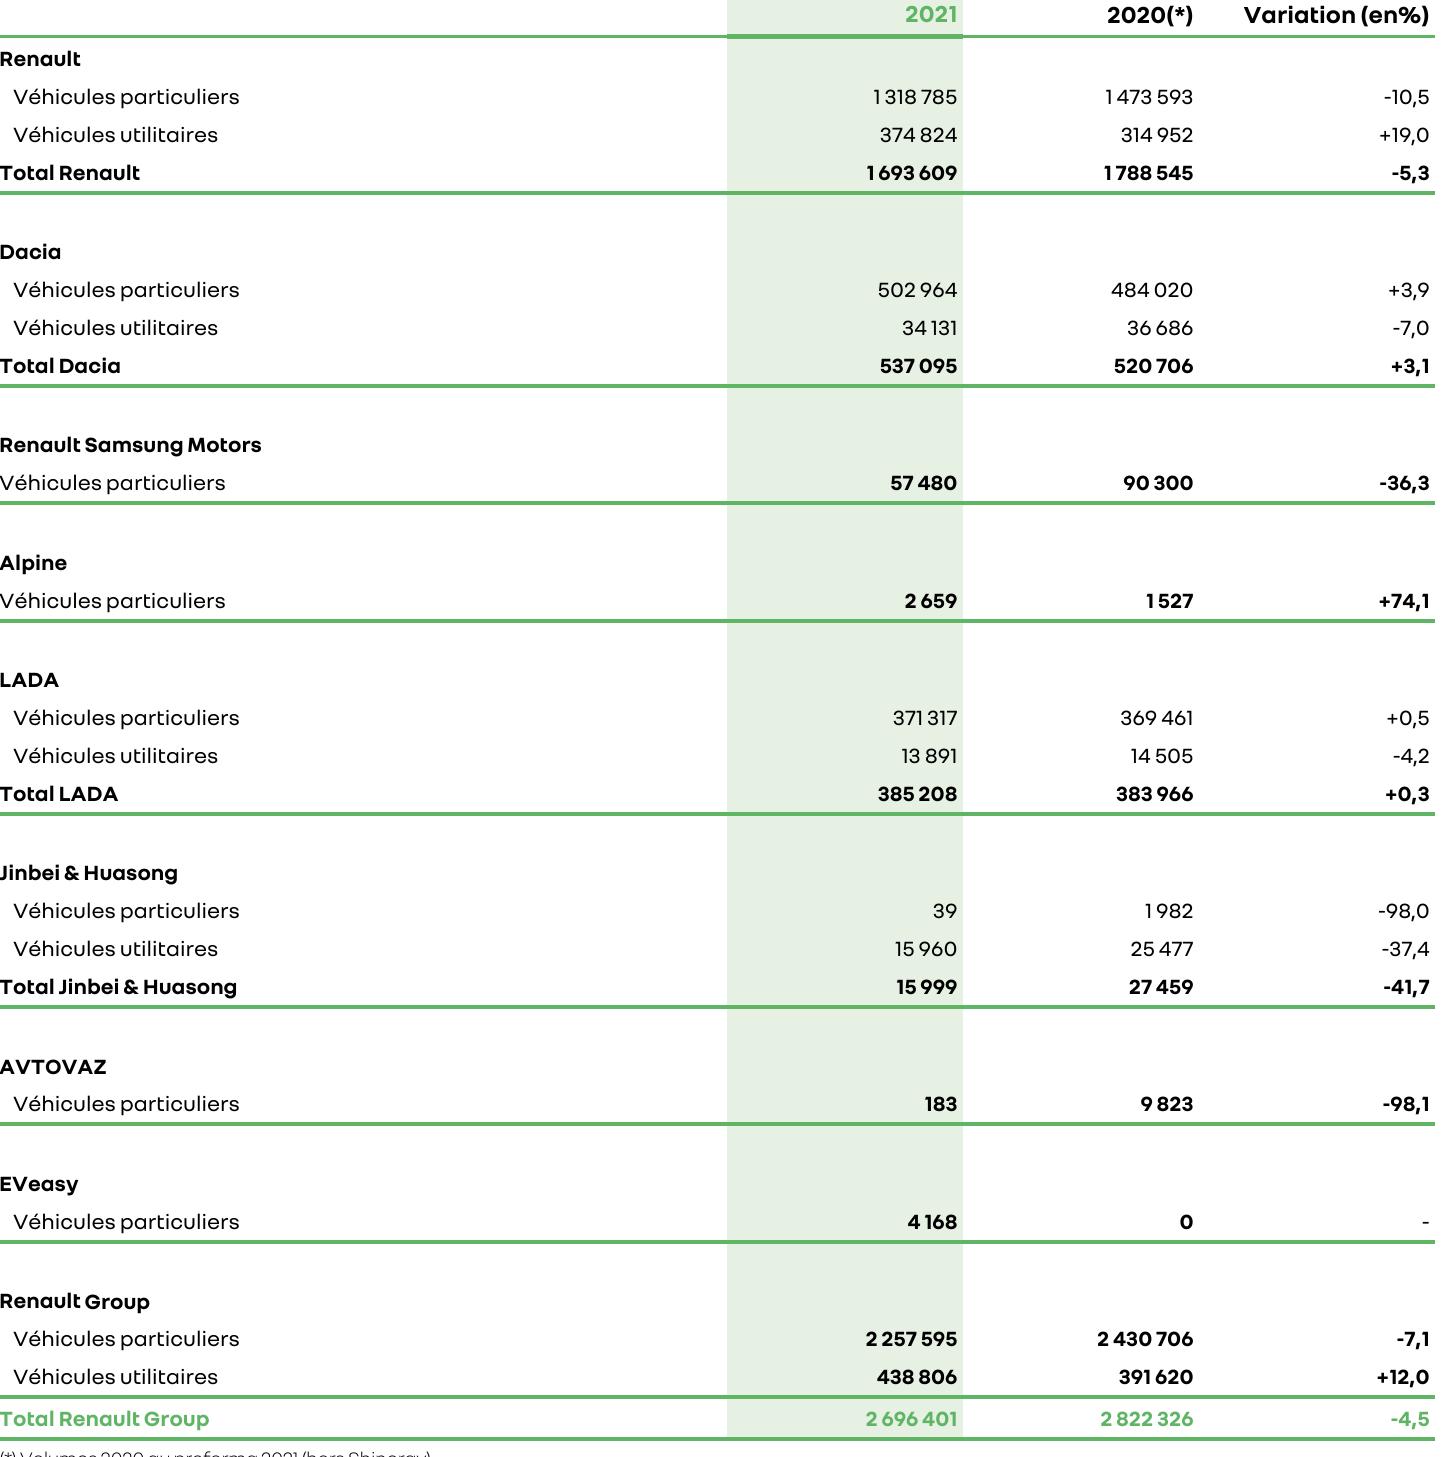 2021 2020(*) Variation (en%)
Renault
Véhicules particuliers 1 318 785 1 473 593 -10,5
Véhicules utilitaires 374 824 314 952 +19,0
Total Renault 1 693 609 1 788 545 -5,3
Dacia
Véhicules particuliers 502 964 484 020 +3,9
Véhicules utilitaires 34 131 36 686 -7,0
Total Dacia 537 095 520 706 +3,1
Renault Samsung Motors
Véhicules particuliers 57 480 90 300 -36,3
Alpine
Véhicules particuliers 2 659 1 527 +74,1
LADA
Véhicules particuliers 371 317 369 461 +0,5
Véhicules utilitaires 13 891 14 505 -4,2
Total LADA 385 208 383 966 +0,3
Jinbei & Huasong
Véhicules particuliers 39 1 982 -98,0
Véhicules utilitaires 15 960 25 477 -37,4
Total Jinbei & Huasong 15 999 27 459 -41,7
AVTOVAZ
Véhicules particuliers 183 9 823 -98,1
EVeasy
Véhicules particuliers 4 168 0 -
Renault Group
Véhicules particuliers 2 257 595 2 430 706 -7,1
Véhicules utilitaires 438 806 391 620 +12,0
Total Renault Group 2 696 401 2 822 326 -4,5
(*) Volumes 2020 au proforma 2021 (hors Shineray)